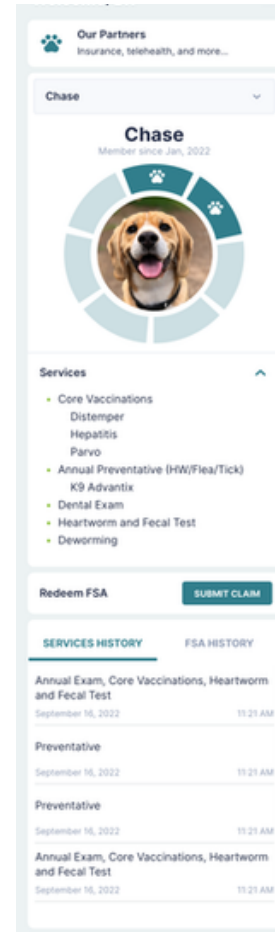 Our Partners
Insurance, telehealth, and more...
Chase
Chase
Member since Jan, 2022
Services
Core Vaccinations
Distemper
Hepatitis
Parvo
Annual Preventative (HW/Flea/Tick)
K9 Advantix
Dental Exam
Heartworm and Fecal Test
Deworming
Redeem FSA
SUBMIT CLAIM
SERVICES HISTORY FSA HISTORY
Annual Exam, Core Vaccinations, Heartworm
and Fecal Test
September 16, 2022 11:21 AM
Preventative
September 16, 2022 11:21 AM
Preventative
September 16, 2022 11:21 AM
Annual Exam, Core Vaccinations, Heartworm
and Fecal Test
September 16, 2022 11:21 AM